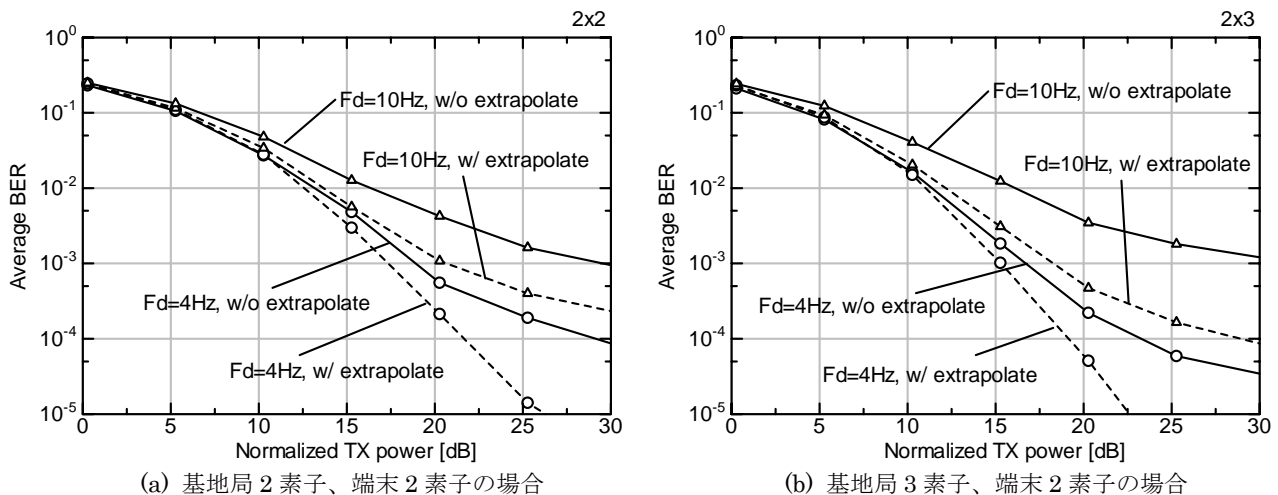 2x2
10^0
10^-1
10^-2
10^-3
10^-4
10^-5
Average BER
Fd=10Hz, w/o extrapolate
Fd=10Hz, w/ extrapolate
Fd=4Hz, w/o extrapolate
Fd=4Hz, w/ extrapolate
0 5 10 15 20 25 30
Normalized TX power [dB]
(a) 基地局 2 素子、端末 2 素子の場合
2x3
10^0
10^-1
10^-2
10^-3
10^-4
10^-5
Average BER
Fd=10Hz, w/o extrapolate
Fd=10Hz, w/ extrapolate
Fd=4Hz, w/o extrapolate
Fd=4Hz, w/ extrapolate
0 5 10 15 20 25 30
Normalized TX power [dB]
(b) 基地局 3 素子、端末 2 素子の場合